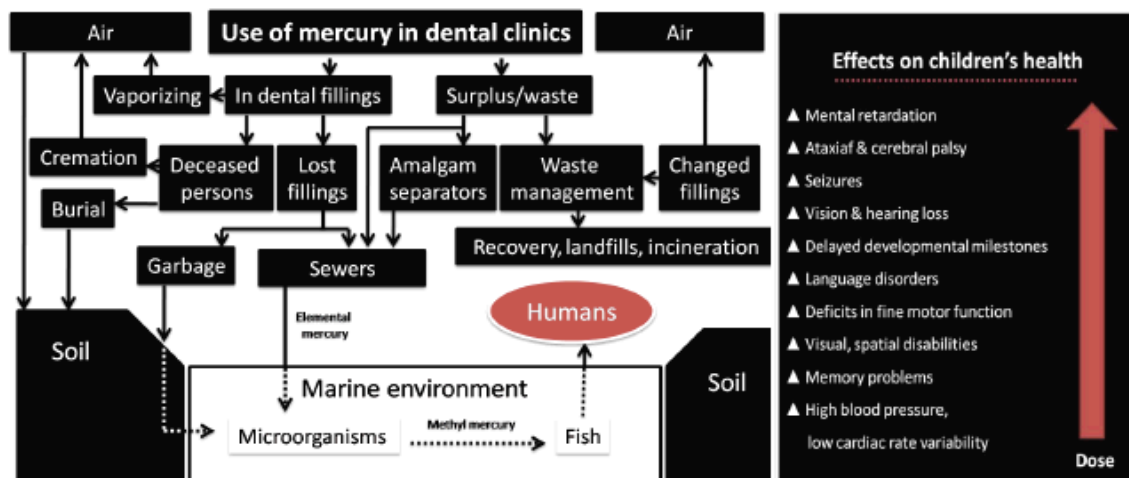 Air
Use of mercury in dental clinics
Air
Vaporizing
In dental fillings
Surplus/waste
Cremation
Deceased
persons
Lost
fillings
Amalgam
separators
Waste
management
Changed
fillings
Burial
Garbage
Sewers
Recovery, landfills, incineration
Elemental
mercury
Humans
Soil
Marine environment
Soil
Microorganisms
Methyl mercury
Fish
Effects on children's health
▲ Mental retardation
▲ Ataxiaf & cerebral palsy
▲ Seizures
▲ Vision & hearing loss
▲ Delayed developmental milestones
▲ Language disorders
▲ Deficits in fine motor function
▲ Visual, spatial disabilities
▲ Memory problems
▲ High blood pressure,
low cardiac rate variability
Dose